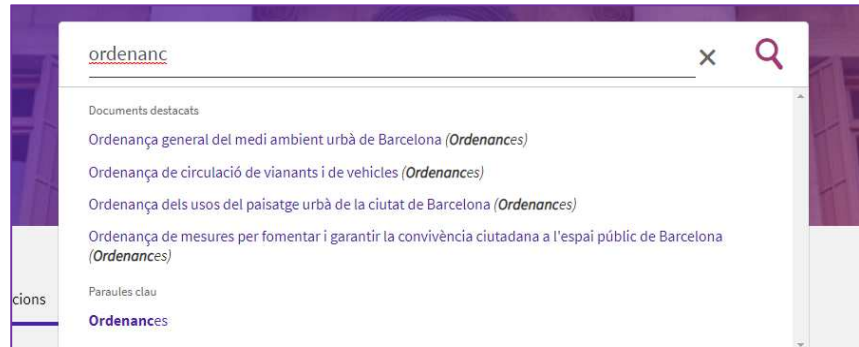 ordenanc
Documents destacats
Ordenança general del medi ambient urbà de Barcelona (Ordenances)
Ordenança de circulació de vianants i de vehicles (Ordenances)
Ordenança dels usos del paisatge urbà de la ciutat de Barcelona (Ordenances)
Ordenança de mesures per fomentar i garantir la convivència ciutadana a l'espai públic de Barcelona
(Ordenances)
Paraules clau
cions
Ordenances